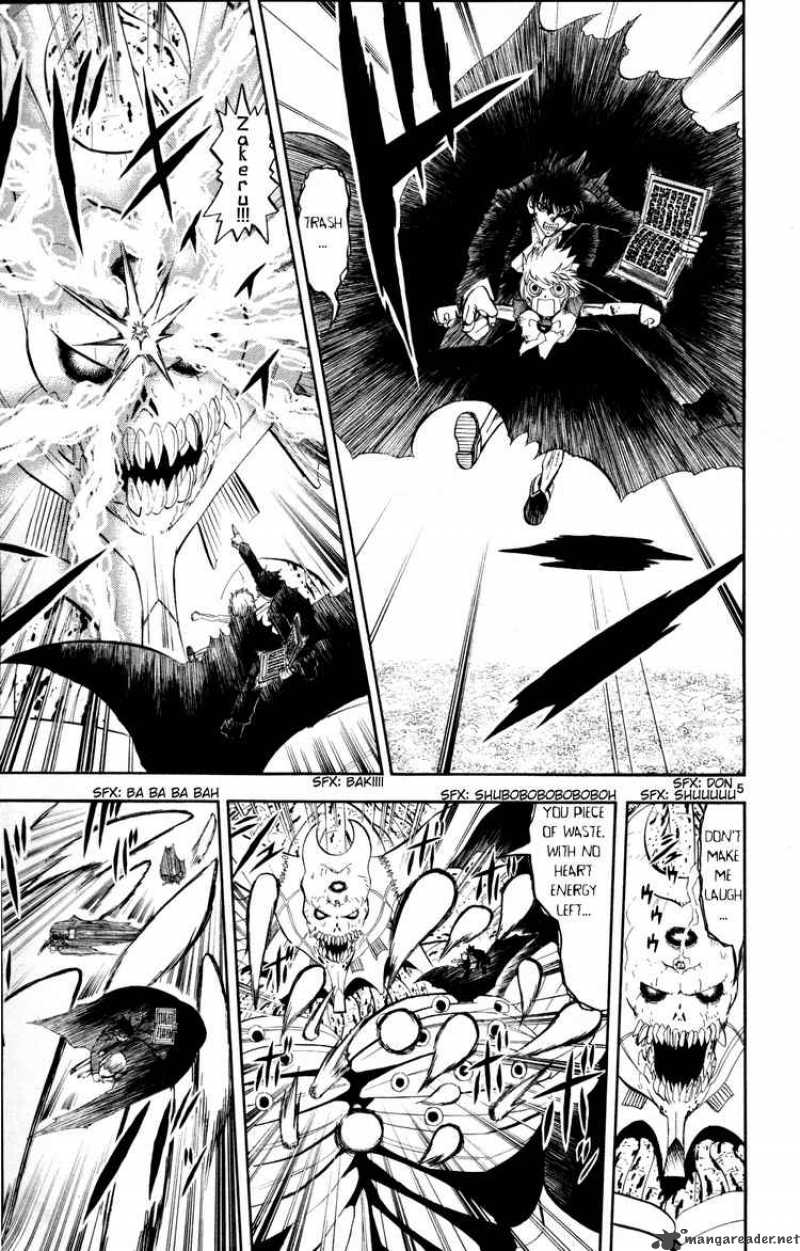 TRASH
...
Zakeru!!!
SFX: DON
5
SFX: BAKIIII
SFX: SHUUUUU
DON'T
MAKE
ME
LAUGH...
SFX: SHUBOBOBOBOBOBOH
YOU PIECE
OF WASTE,
WITH NO
HEART
ENERGY
LEFT...
SFX: BA BA BA BAH
mangareader.net